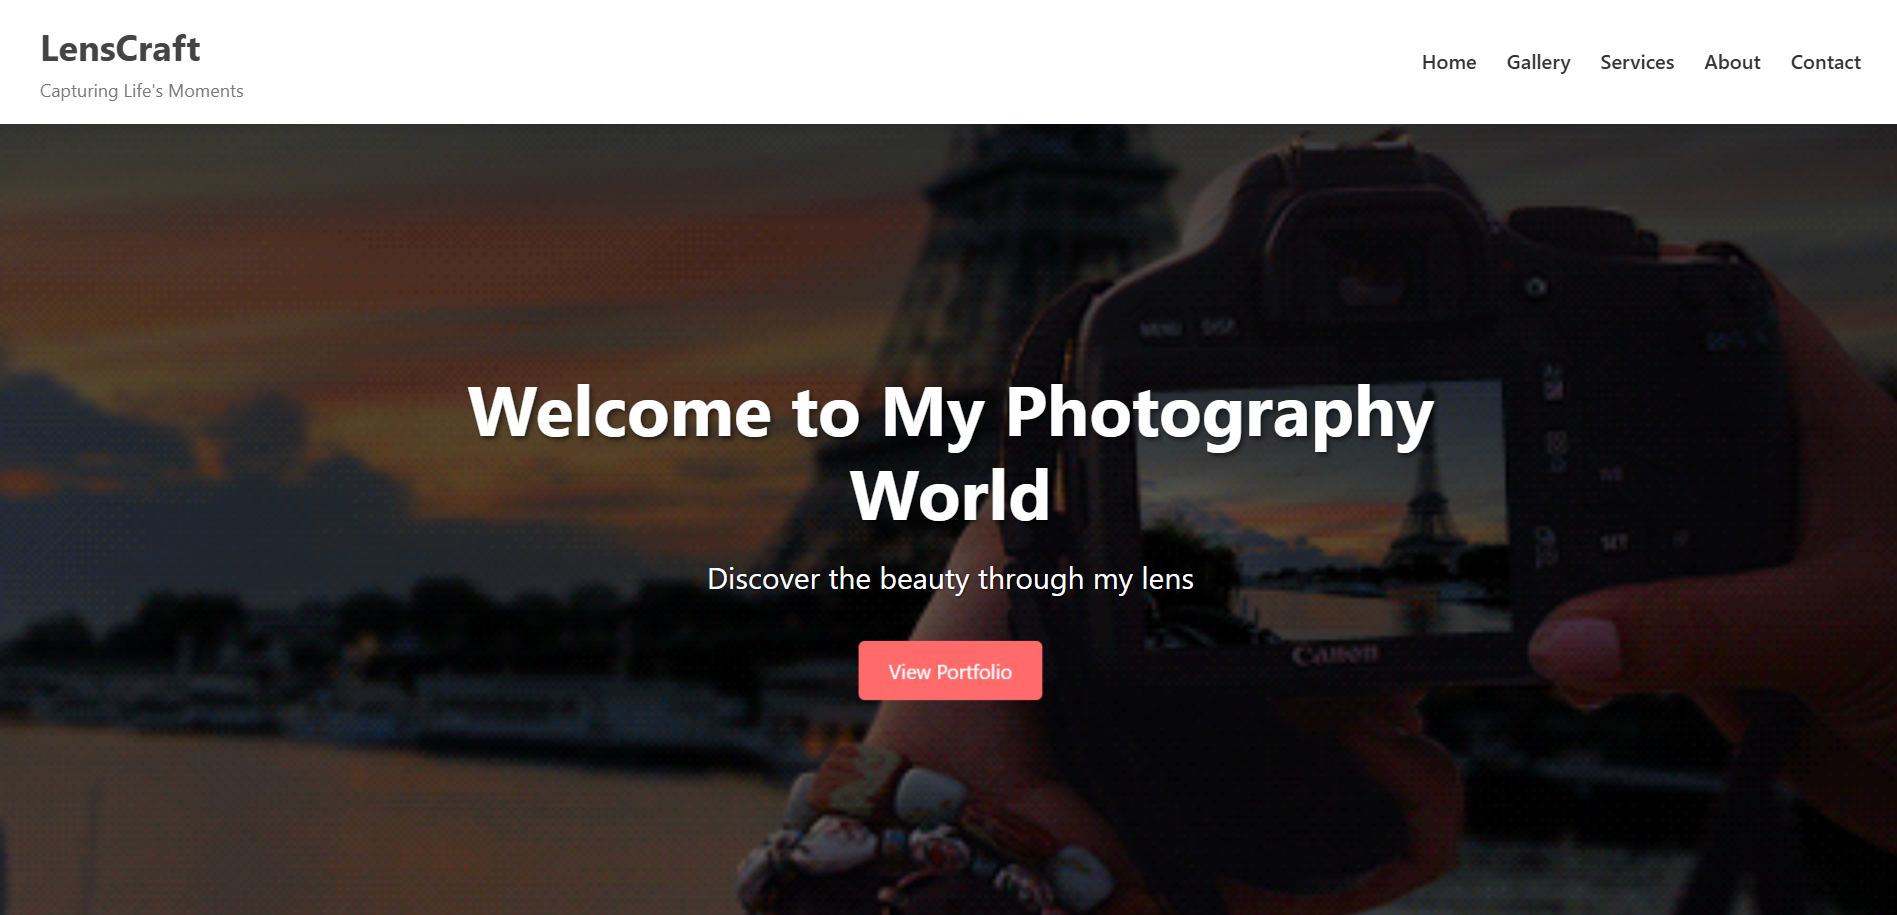 LensCraft
Capturing Life's Moments
Home Gallery Services About Contact
Welcome to My Photography
World
Discover the beauty through my lens
View Portfolio
MENU DISP.
SET
Canon